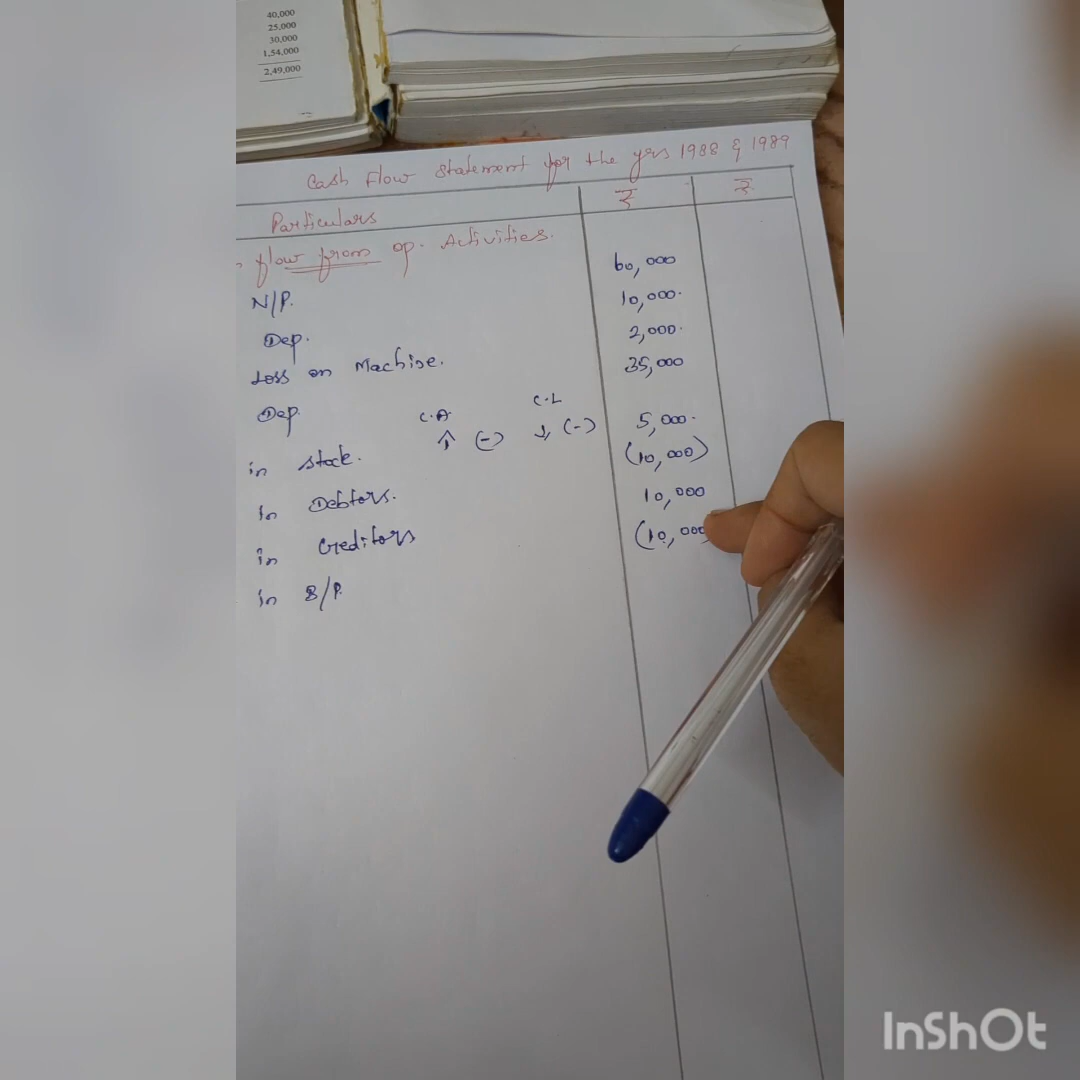 40,000
25,000
30,000
1,54,000
2,49,000
Cash Flow Statement for the yrs 1988 & 1989
Particulars ₹ ₹
flow from op. Activities.
N/P. 60,000
Dep. 10,000.
Loss on Machine. 2,000.
Dep. 35,000
C.A. C.L
↑ (-) ↓ (-)
in stock. 5,000.
in Debtors. (10,000)
in Creditors 10,000
in B/P. (10,000
InShOt